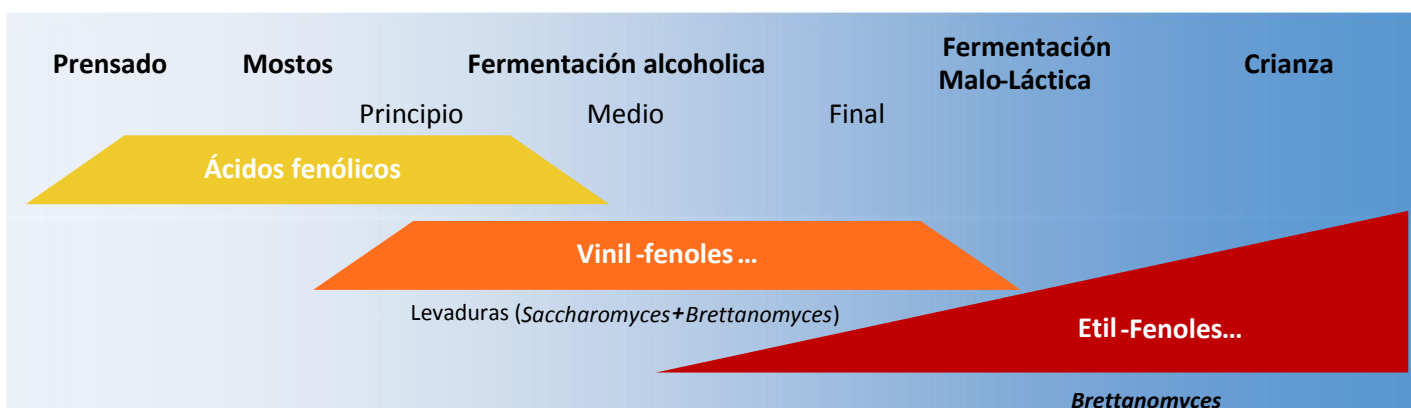 Prensado
Mostos
Fermentación alcoholica
Fermentación
Malo-Láctica
Crianza
Principio
Medio
Final
Ácidos fenólicos
Vinil-fenoles...
Levaduras (Saccharomyces+Brettanomyces)
Etil-Fenoles...
Brettanomyces